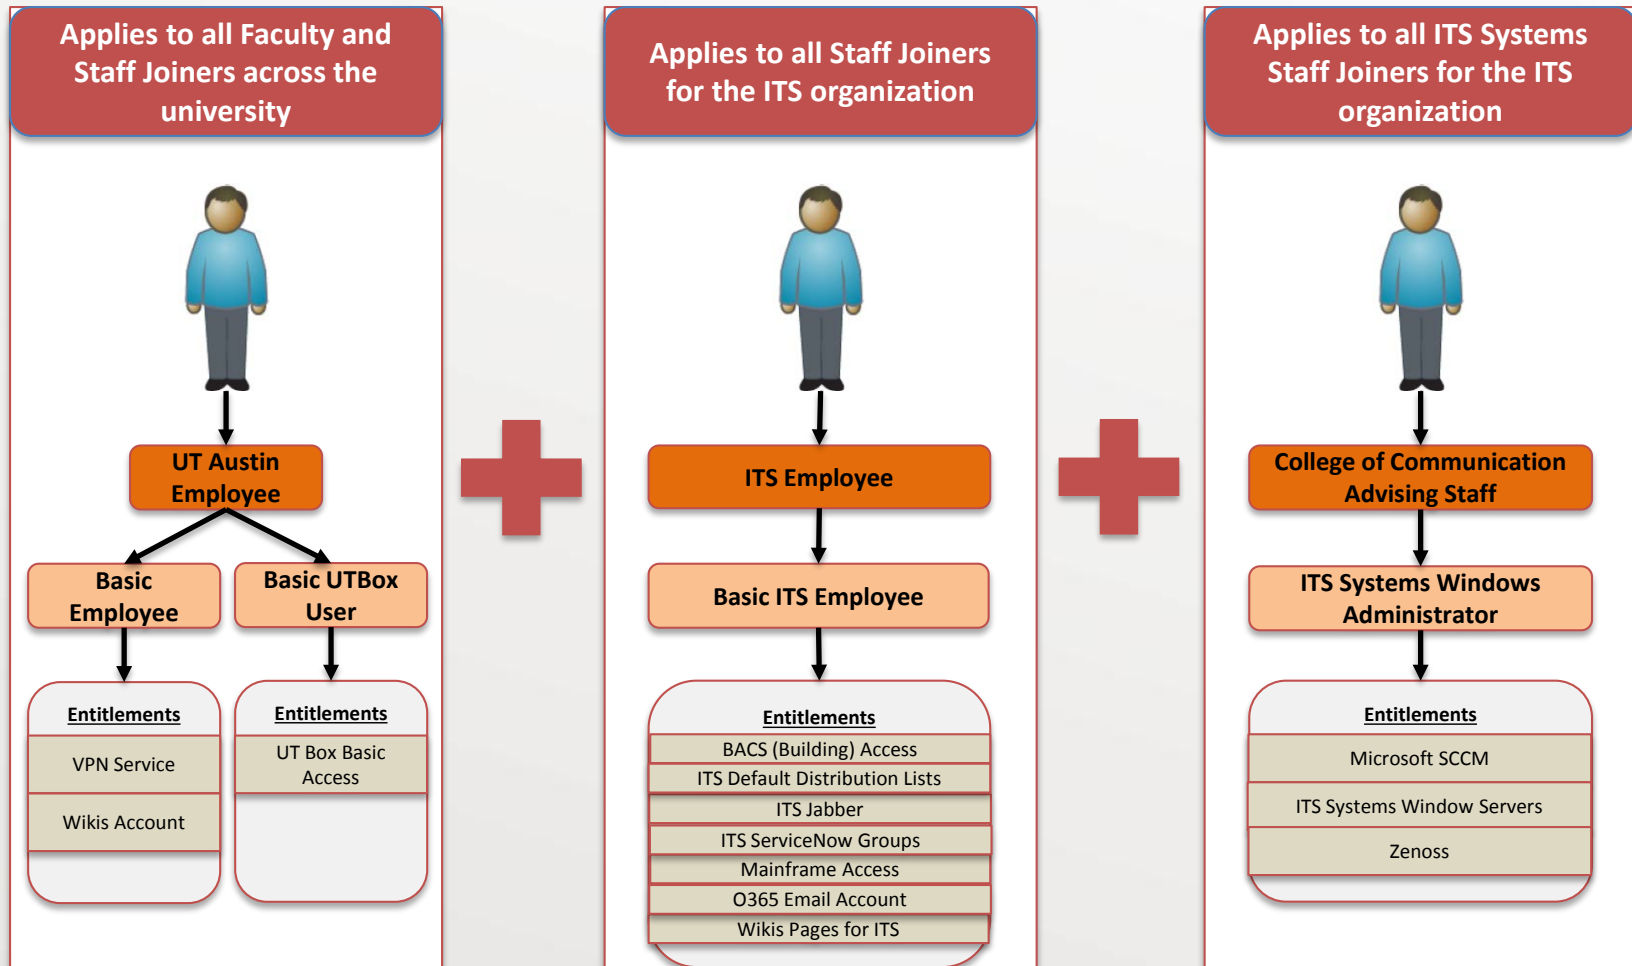 Applies to all Faculty and
Staff Joiners across the
university
UT Austin
Employee
Basic
Employee
Basic UTBox
User
Entitlements
VPN Service
Wikis Account
Entitlements
UT Box Basic
Access
Applies to all Staff Joiners
for the ITS organization
ITS Employee
Basic ITS Employee
Entitlements
BACS (Building) Access
ITS Default Distribution Lists
ITS Jabber
ITS ServiceNow Groups
Mainframe Access
O365 Email Account
Wikis Pages for ITS
Applies to all ITS Systems
Staff Joiners for the ITS
organization
College of Communication
Advising Staff
ITS Systems Windows
Administrator
Entitlements
Microsoft SCCM
ITS Systems Window Servers
Zenoss